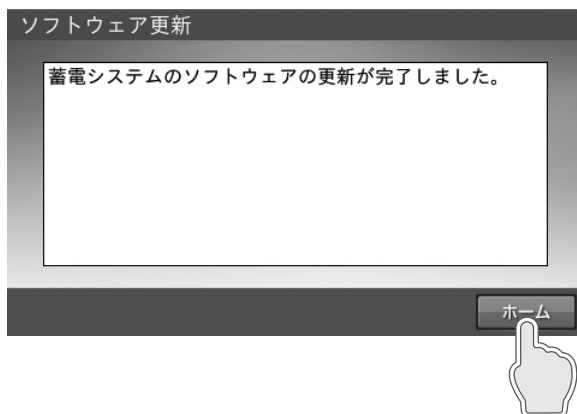 ソフトウェア更新
蓄電システムのソフトウェアの更新が完了しました。
ホーム